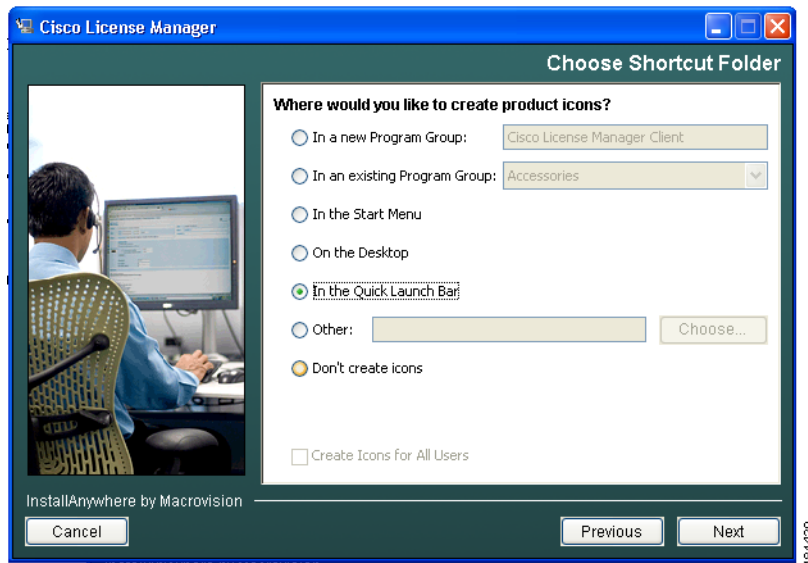 Cisco License Manager
Choose Shortcut Folder
Where would you like to create product icons?
In a new Program Group: Cisco License Manager Client
In an existing Program Group: Accessories
In the Start Menu
On the Desktop
In the Quick Launch Bar
Other: Choose...
Don't create icons
Create Icons for All Users
InstallAnywhere by Macrovision
Cancel Previous Next